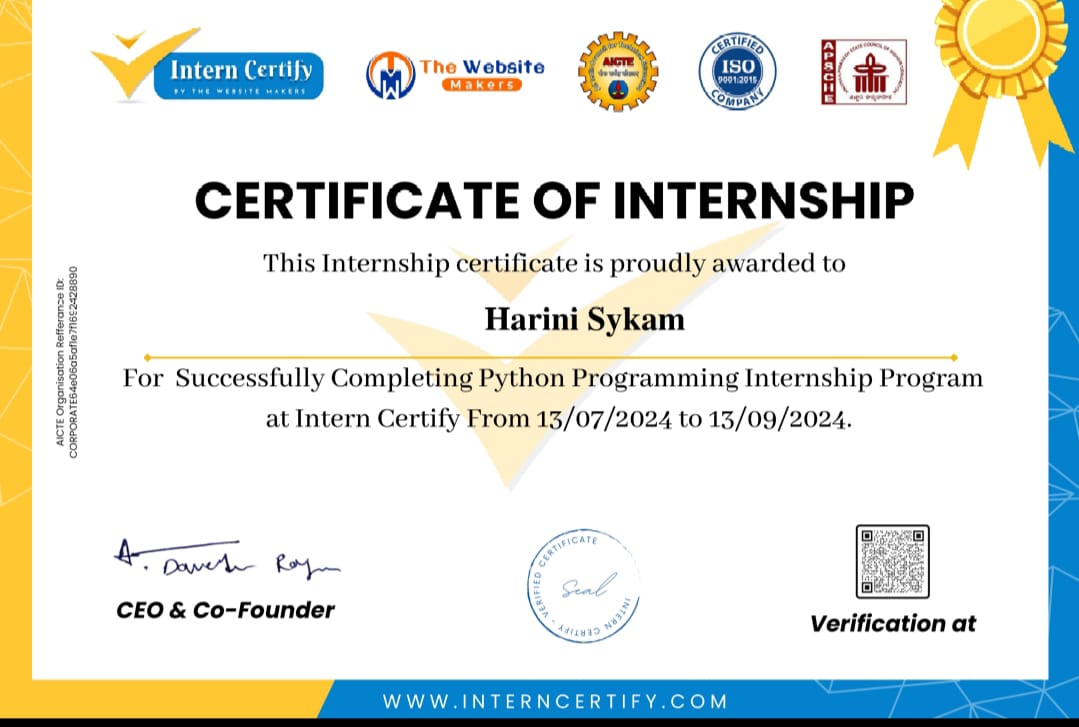 Intern Certify
BY THE WEBSITE MAKERS
The Website
Makers
AICTE
CERTIFIED
ISO
9001:2015
COMPANY
APSCHE
CERTIFICATE OF INTERNSHIP
This Internship certificate is proudly awarded to
Harini Sykam
For Successfully Completing Python Programming Internship Program
at Intern Certify From 13/07/2024 to 13/09/2024.
AICTE Organisation Refferance ID:
CORPORATE64e06a5af1e7f1692428890
CEO & Co-Founder
VERIFIED CERTIFICATE - INTERN CERTIFY -
Seal
Verification at
WWW.INTERNCERTIFY.COM